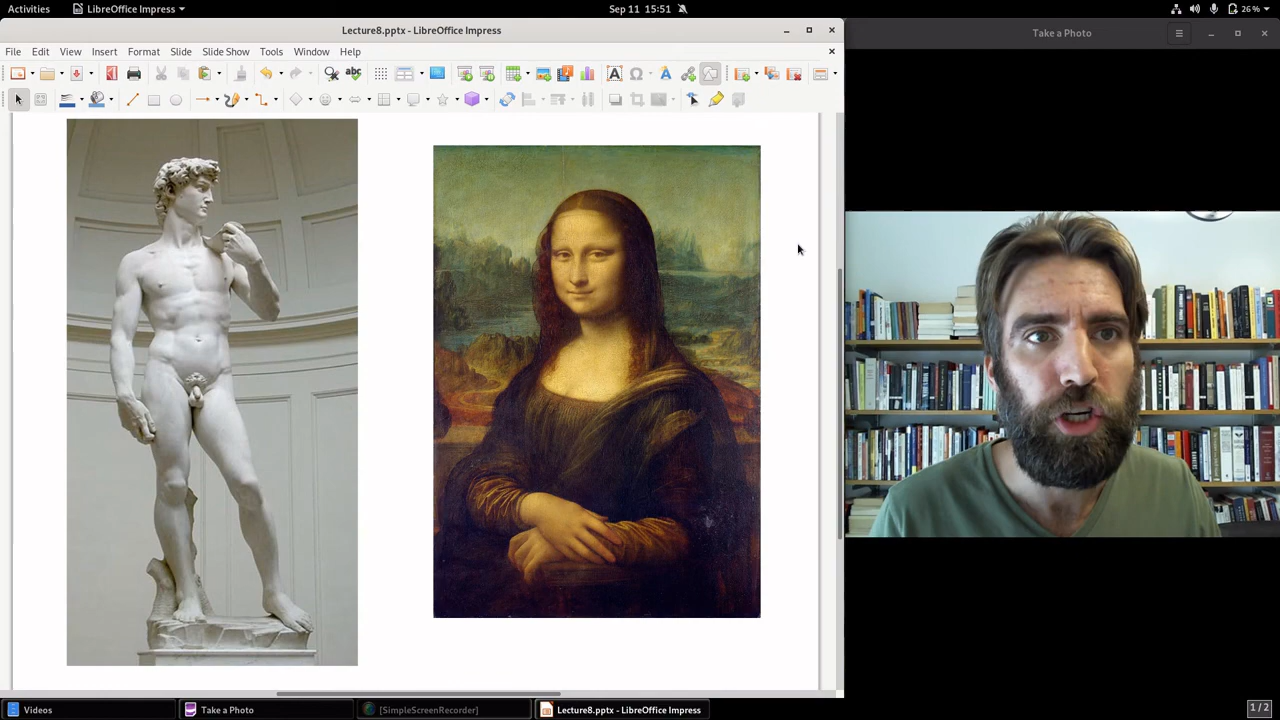 Activities LibreOffice Impress Sep 11 15:51 26%
Lecture8.pptx - LibreOffice Impress
Take a Photo
File Edit View Insert Format Slide Slide Show Tools Window Help
Videos Take a Photo [SimpleScreenRecorder] Lecture8.pptx - LibreOffice Impress 1/2